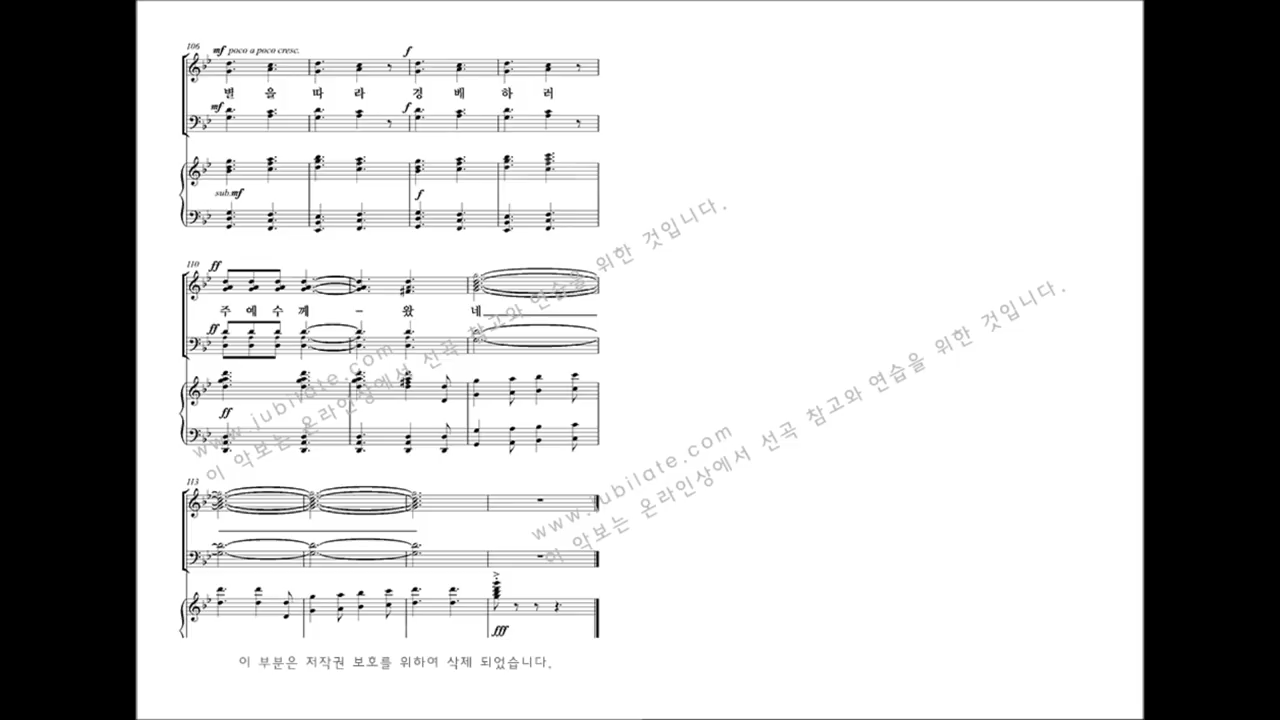 106
mf poco a poco cresc.
f
별 을 따 라 경 배 하 러
mf
f
sub.mf
f
110
ff
주 예 수 께 - 왔 네
ff
ff
www.jubilate.com
이 악보는 온라인상에서 선곡 참고와 연습을 위한 것입니다.
113
fff
www.jubilate.com
이 악보는 온라인상에서 선곡 참고와 연습을 위한 것입니다.
이 부분은 저작권 보호를 위하여 삭제 되었습니다.